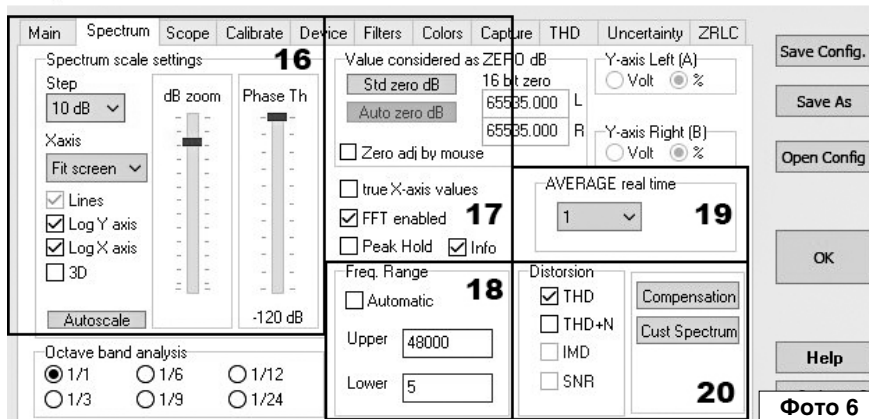 Main Spectrum Scope Calibrate Device Filters Colors Capture THD Uncertainty ZRLC
Spectrum scale settings
16
Step
10 dB
Xaxis
Fit screen
Lines
Log Y axis
Log X axis
3D
Autoscale
dB zoom
Phase Th
-120 dB
Value considered as ZERO dB
Std zero dB
Auto zero dB
16 bit zero
65535.000 L
65535.000 R
Zero adj by mouse
Y-axis Left (A)
Volt %
Y-axis Right (B)
Volt %
true X-axis values
FFT enabled
17
Peak Hold Info
AVERAGE real time
1
19
Freq. Range
18
Automatic
Upper 48000
Lower 5
Distorsion
THD
THD+N
IMD
SNR
Compensation
Cust Spectrum
20
Octave band analysis
1/1 1/6 1/12
1/3 1/9 1/24
Save Config.
Save As
Open Config
OK
Help
Фото 6